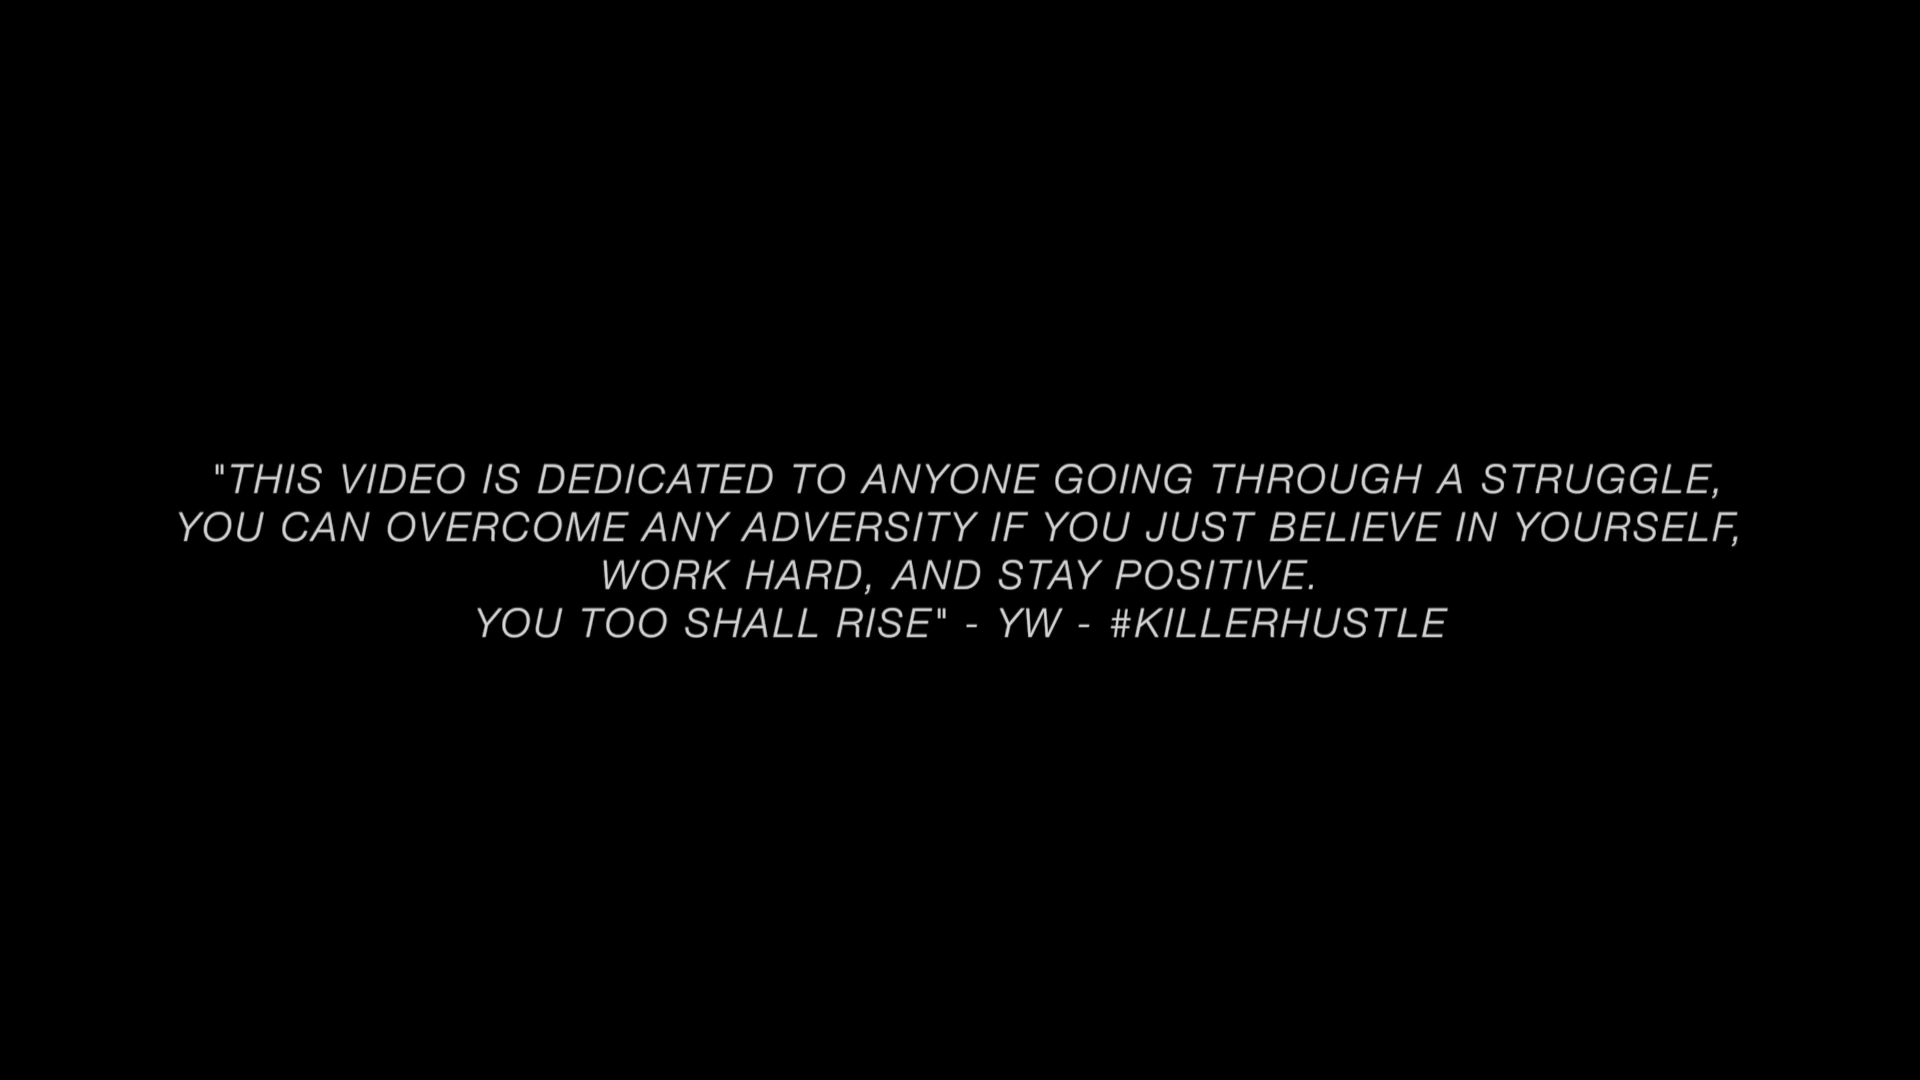 "THIS VIDEO IS DEDICATED TO ANYONE GOING THROUGH A STRUGGLE,
YOU CAN OVERCOME ANY ADVERSITY IF YOU JUST BELIEVE IN YOURSELF,
WORK HARD, AND STAY POSITIVE.
YOU TOO SHALL RISE" - YW - #KILLERHUSTLE